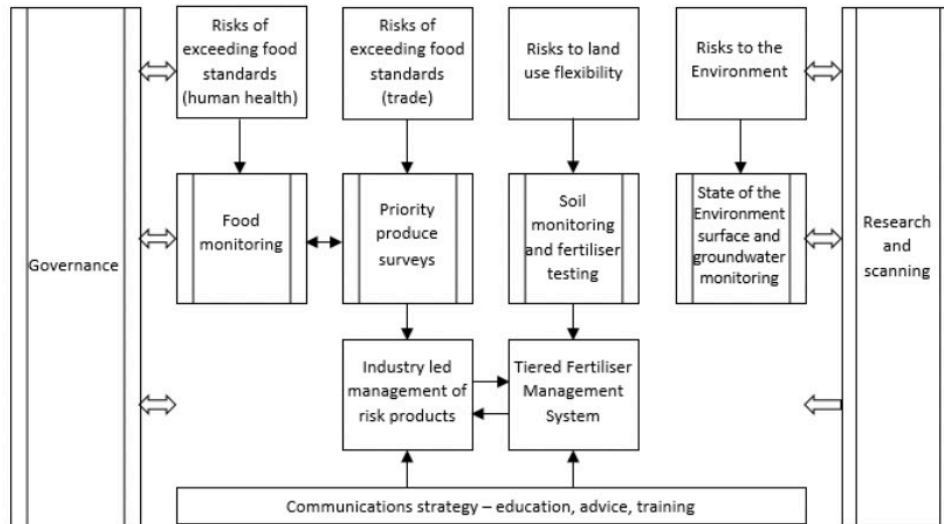 Risks of
exceeding food
standards
(human health)
Risks of
exceeding food
standards
(trade)
Risks to land
use flexibility
Risks to the
Environment
Governance
Food
monitoring
Priority
produce
surveys
Soil
monitoring
and fertiliser
testing
State of the
Environment
surface and
groundwater
monitoring
Research
and
scanning
Industry led
management of
risk products
Tiered Fertiliser
Management
System
Communications strategy – education, advice, training